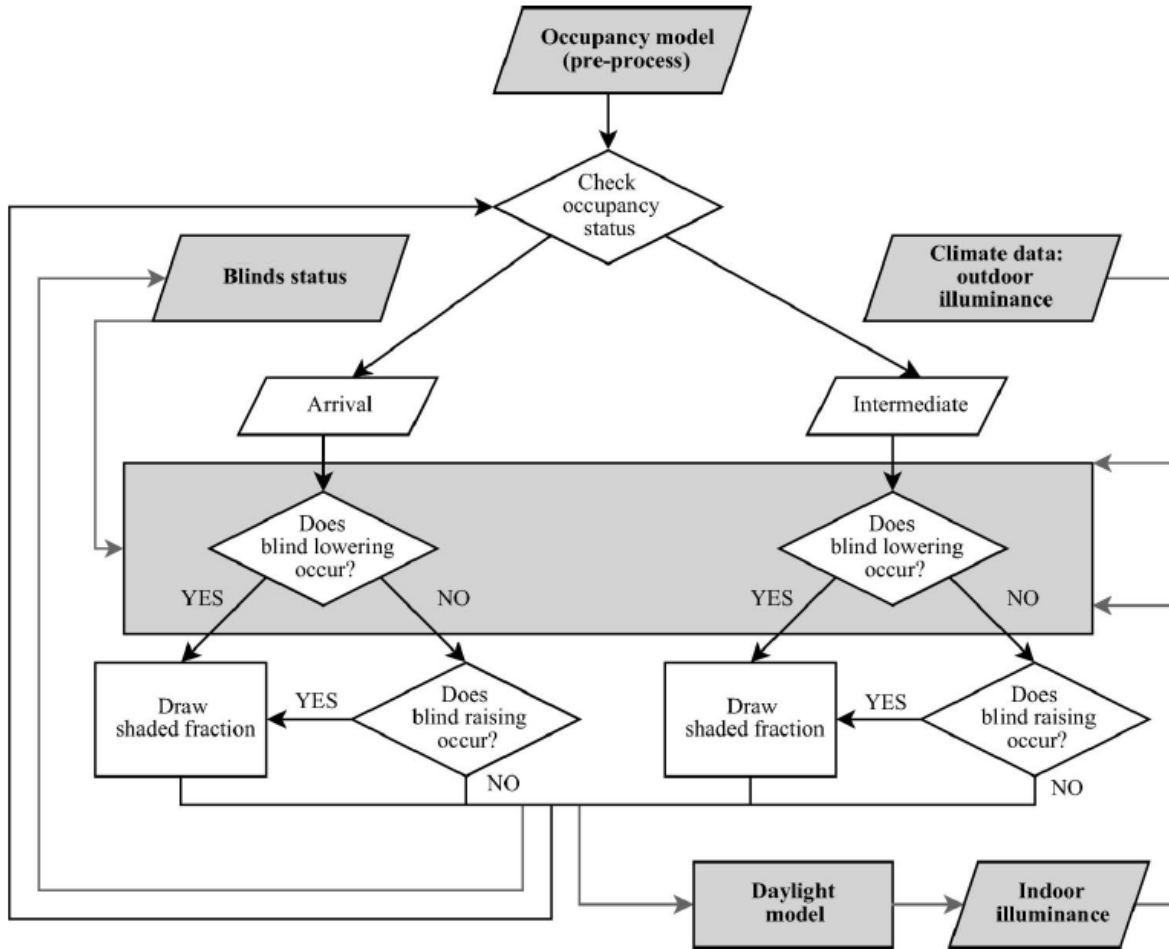 Occupancy model
(pre-process)
Check
occupancy
status
Blinds status
Climate data:
outdoor
illuminance
Arrival
Intermediate
Does
blind lowering
occur?
Does
blind lowering
occur?
YES
NO
YES
NO
Draw
shaded fraction
YES
Does
blind raising
occur?
Draw
shaded fraction
YES
Does
blind raising
occur?
NO
NO
Daylight
model
Indoor
illuminance